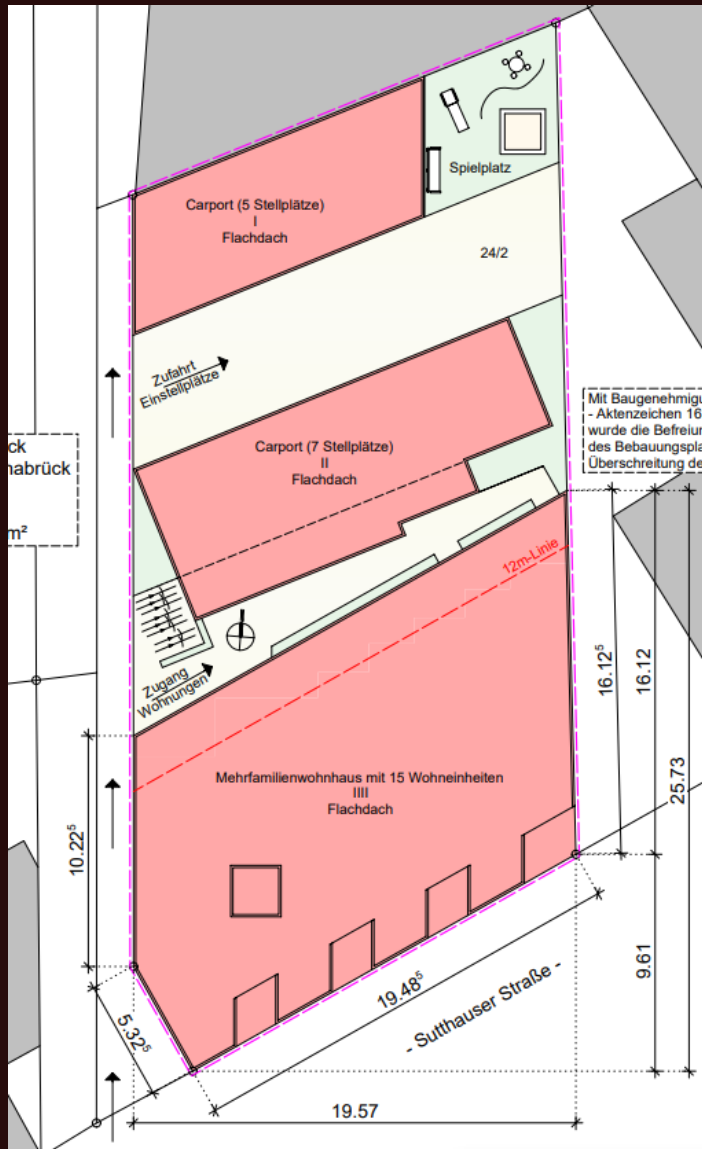 Spielplatz
Carport (5 Stellplätze)
I
Flachdach
24/2
Zufahrt
Einstellplätze
Mit Baugenehmigu
- Aktenzeichen 16
wurde die Befreiun
des Bebauungspla
Überschreitung de
ck
nabrück
m²
Carport (7 Stellplätze)
II
Flachdach
12m-Linie
Zugang
Wohnungen
16.12⁵
16.12
25.73
Mehrfamilienwohnhaus mit 15 Wohneinheiten
IIII
Flachdach
10.22⁵
9.61
19.48⁵
- Sutthauser Straße -
5.32⁵
19.57